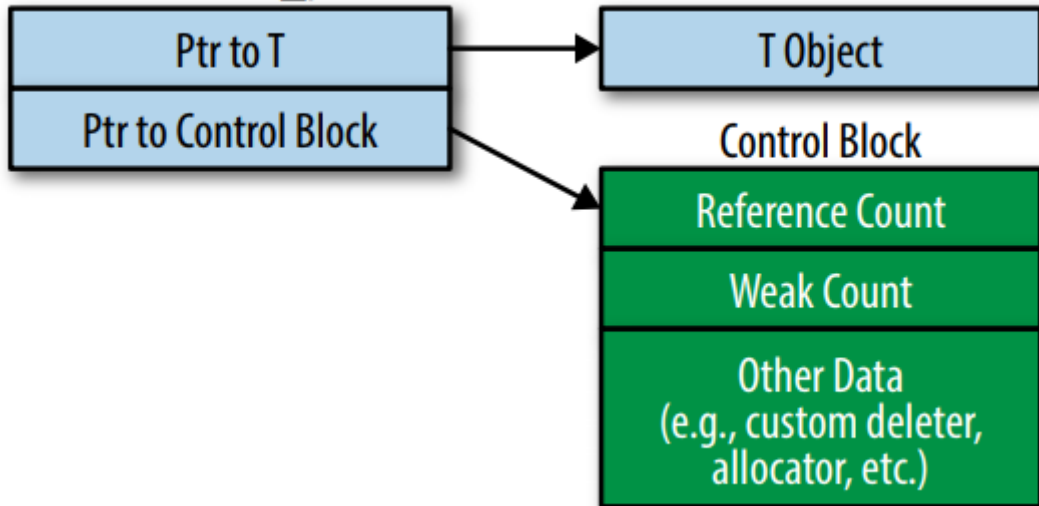 Ptr to T
T Object
Ptr to Control Block
Control Block
Reference Count
Weak Count
Other Data
(e.g., custom deleter,
allocator, etc.)